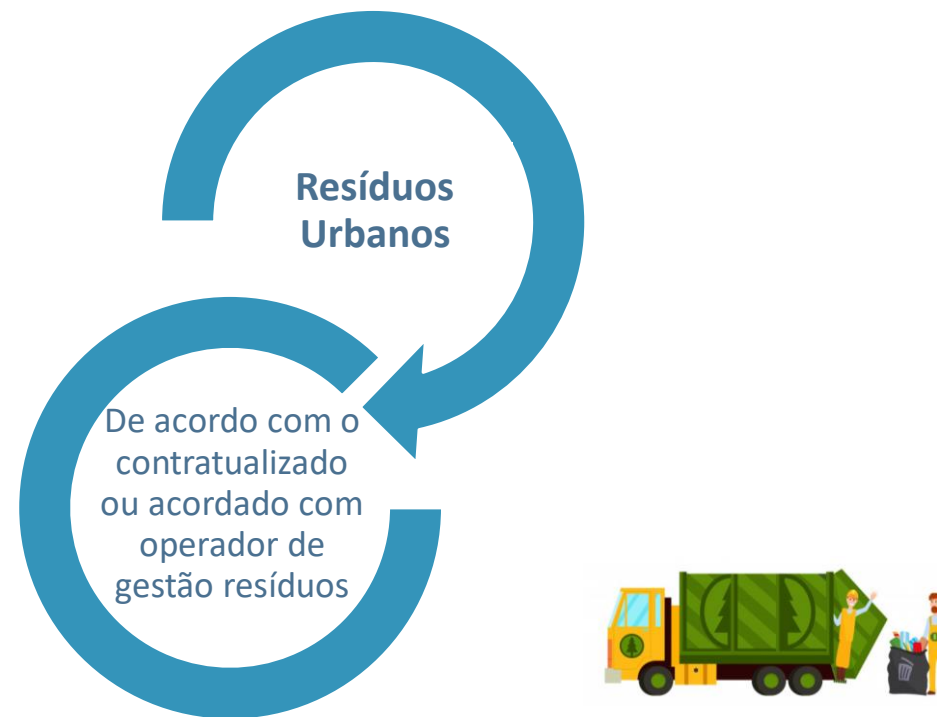 Resíduos
Urbanos
De acordo com o
contratualizado
ou acordado com
operador de
gestão resíduos